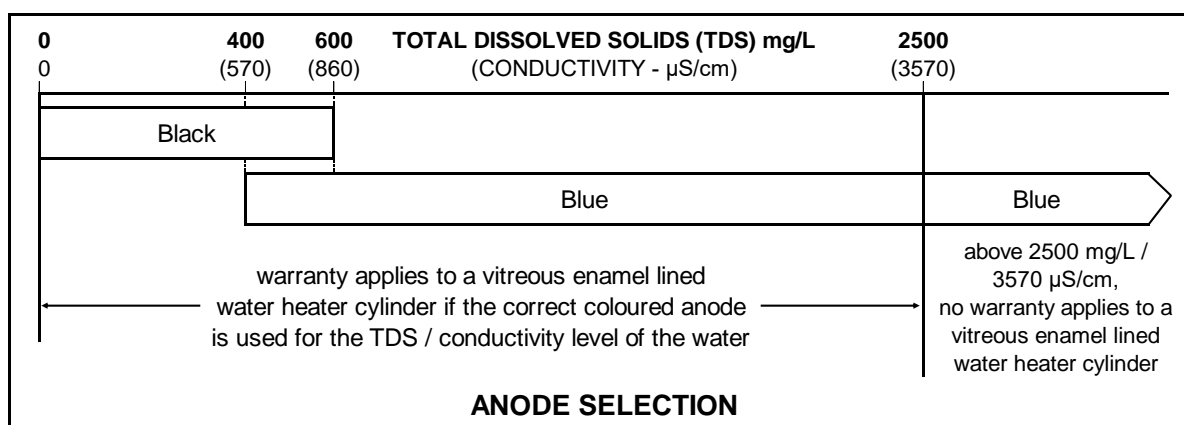 0 400 600 TOTAL DISSOLVED SOLIDS (TDS) mg/L 2500
0 (570) (860) (CONDUCTIVITY - µS/cm) (3570)
Black
Blue Blue
warranty applies to a vitreous enamel lined
water heater cylinder if the correct coloured anode
is used for the TDS / conductivity level of the water
above 2500 mg/L /
3570 µS/cm,
no warranty applies to a
vitreous enamel lined
water heater cylinder
ANODE SELECTION